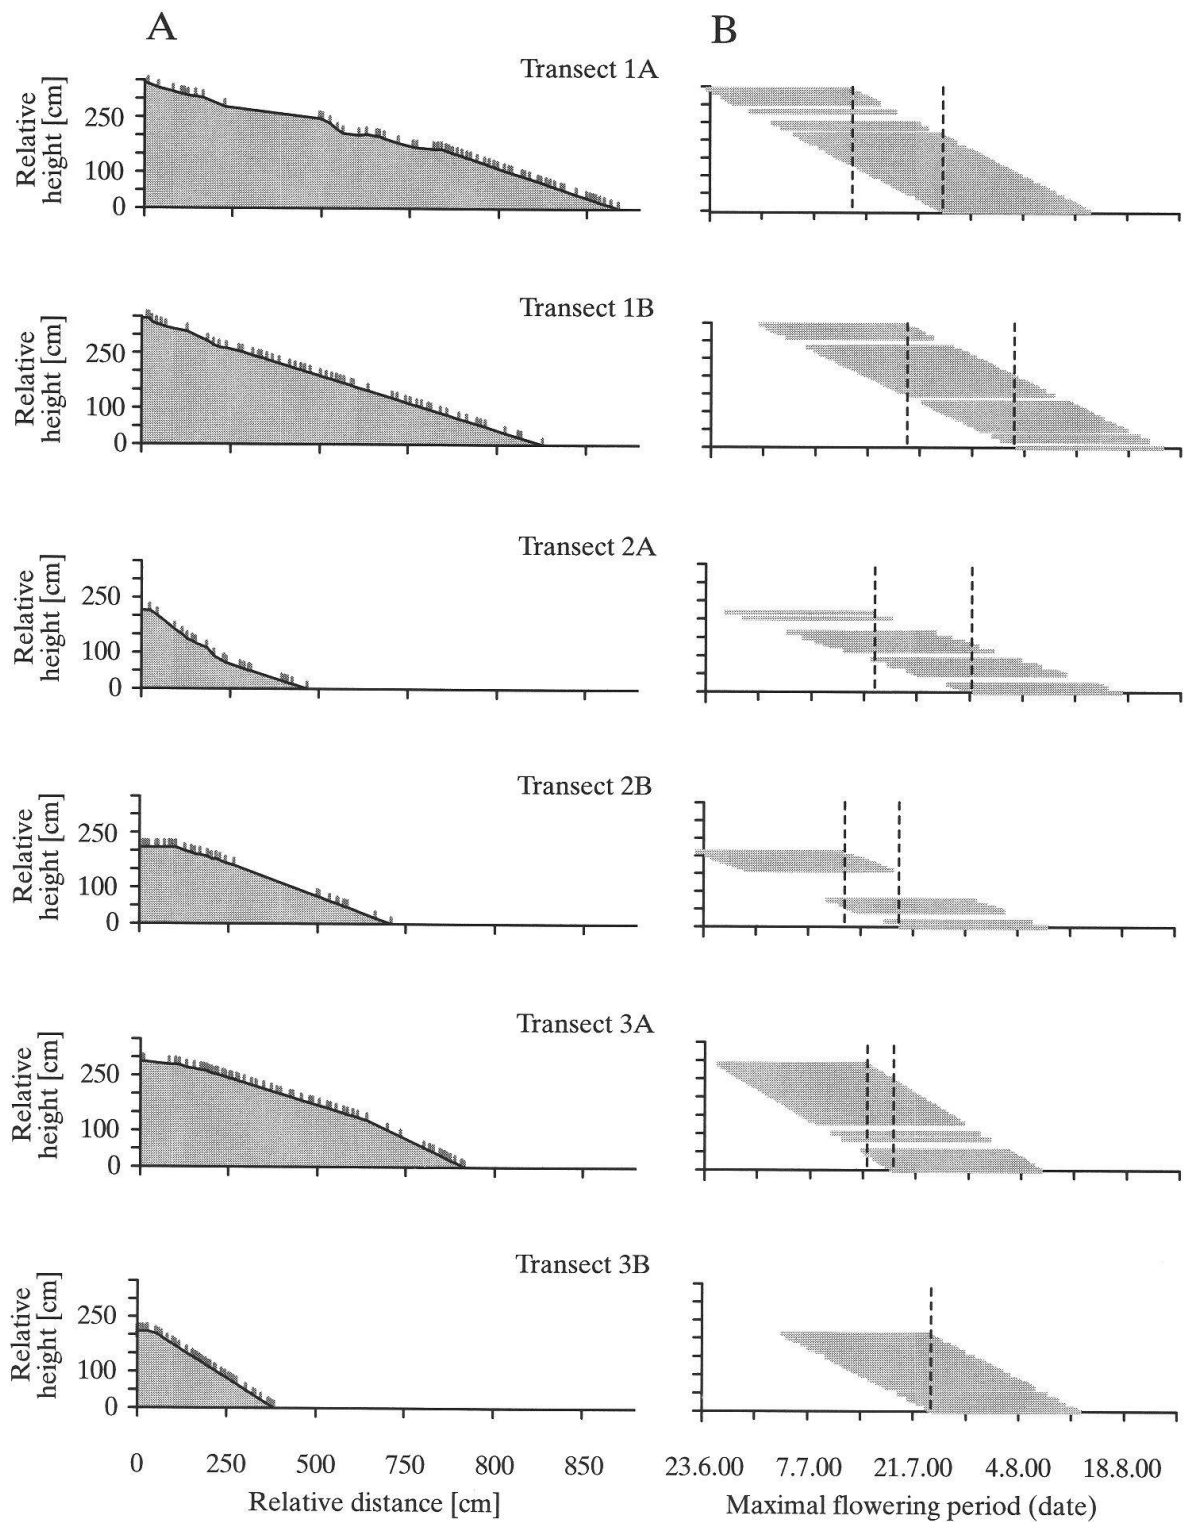 A
B
Transect 1A
Relative
height [cm]
250
100
0
Transect 1B
Relative
height [cm]
250
100
0
Transect 2A
Relative
height [cm]
250
100
0
Transect 2B
Relative
height [cm]
250
100
0
Transect 3A
Relative
height [cm]
250
100
0
Transect 3B
Relative
height [cm]
250
100
0
0 250 500 750 800 850
Relative distance [cm]
23.6.00 7.7.00 21.7.00 4.8.00 18.8.00
Maximal flowering period (date)